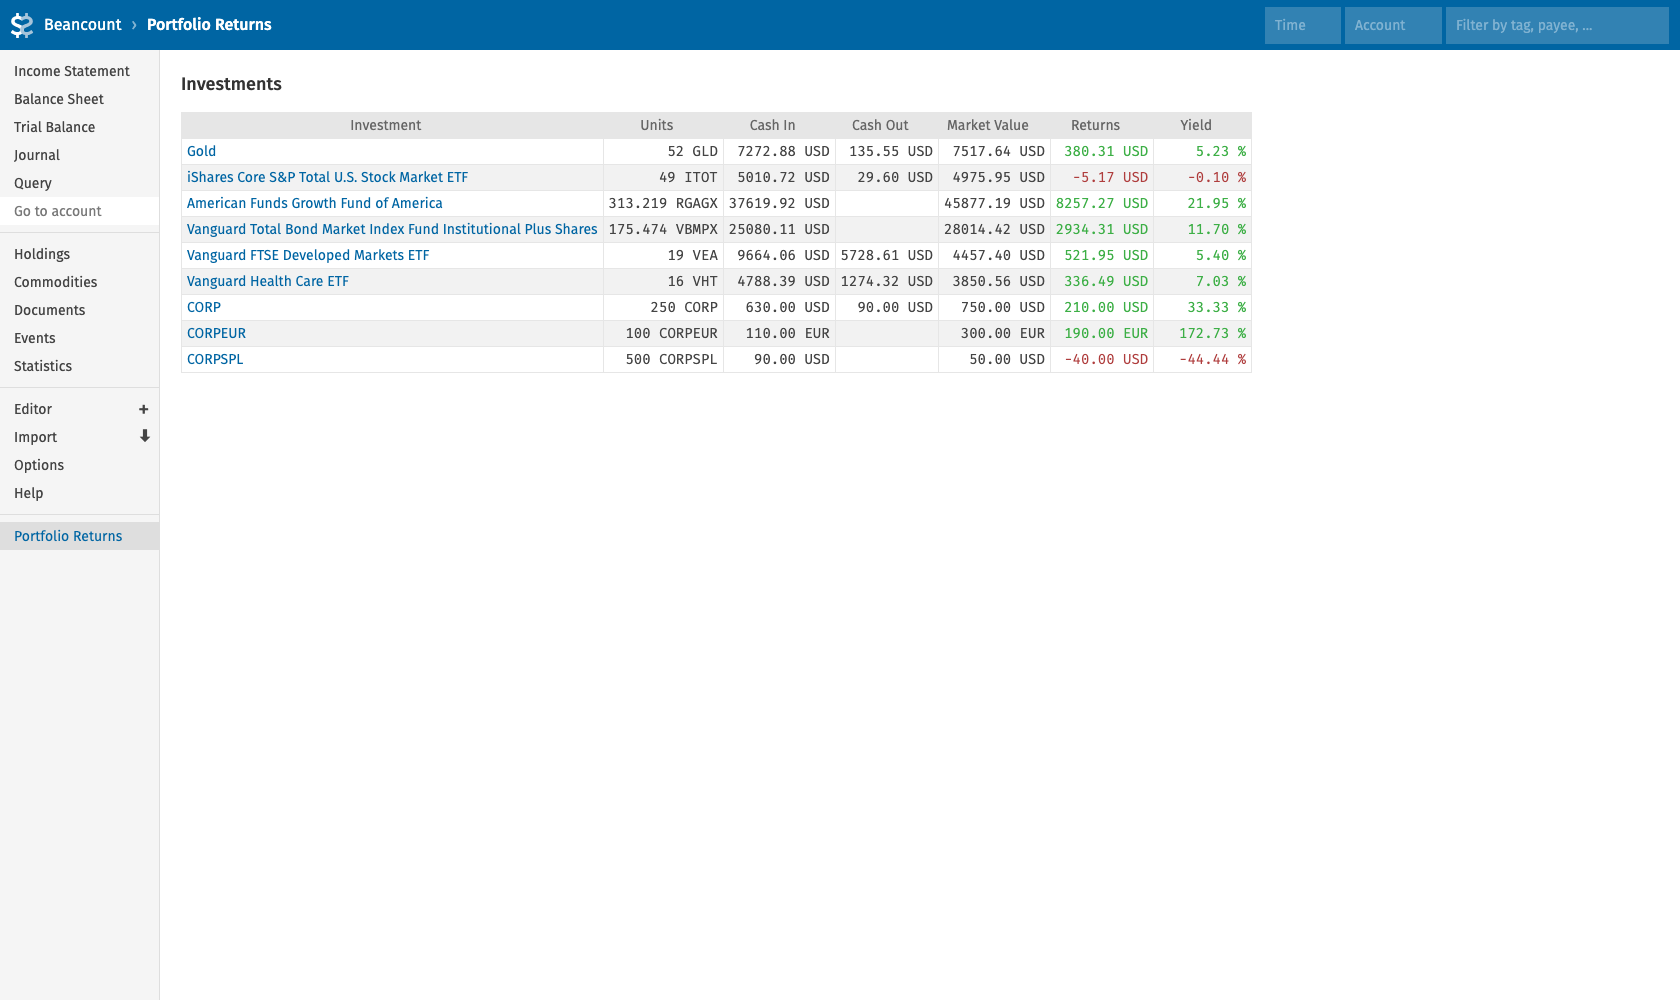 Beancount › Portfolio Returns
Time
Account
Filter by tag, payee, ...
Income Statement
Balance Sheet
Trial Balance
Journal
Query
Go to account
Holdings
Commodities
Documents
Events
Statistics
Editor +
Import
Options
Help
Portfolio Returns
Investments
Investment Units Cash In Cash Out Market Value Returns Yield
Gold 52 GLD 7272.88 USD 135.55 USD 7517.64 USD 380.31 USD 5.23 %
iShares Core S&P Total U.S. Stock Market ETF 49 ITOT 5010.72 USD 29.60 USD 4975.95 USD -5.17 USD -0.10 %
American Funds Growth Fund of America 313.219 RGAGX 37619.92 USD 45877.19 USD 8257.27 USD 21.95 %
Vanguard Total Bond Market Index Fund Institutional Plus Shares 175.474 VBMPX 25080.11 USD 28014.42 USD 2934.31 USD 11.70 %
Vanguard FTSE Developed Markets ETF 19 VEA 9664.06 USD 5728.61 USD 4457.40 USD 521.95 USD 5.40 %
Vanguard Health Care ETF 16 VHT 4788.39 USD 1274.32 USD 3850.56 USD 336.49 USD 7.03 %
CORP 250 CORP 630.00 USD 90.00 USD 750.00 USD 210.00 USD 33.33 %
CORPEUR 100 CORPEUR 110.00 EUR 300.00 EUR 190.00 EUR 172.73 %
CORPSPL 500 CORPSPL 90.00 USD 50.00 USD -40.00 USD -44.44 %